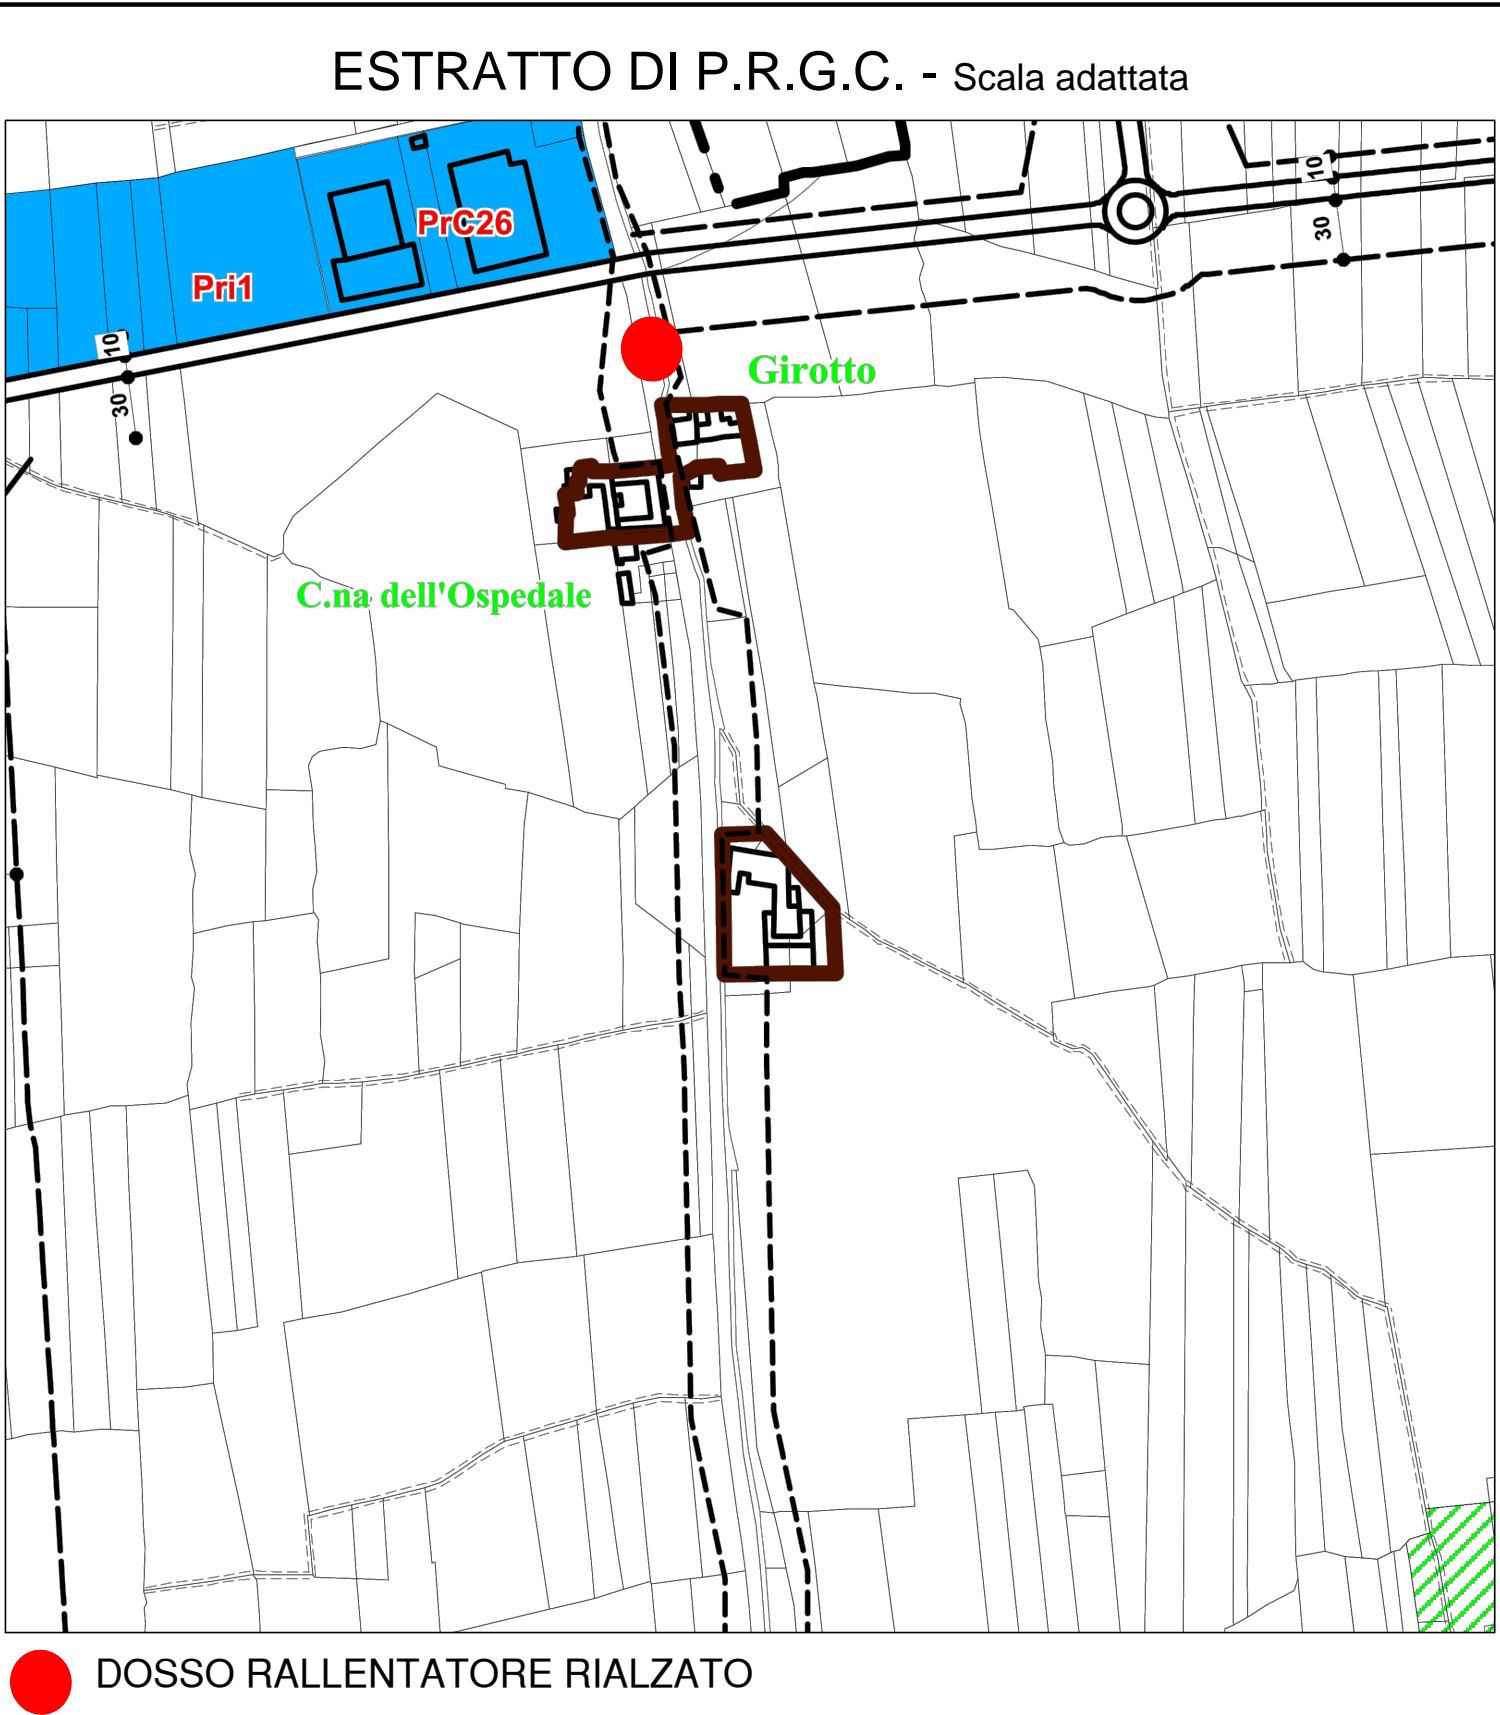 ESTRATTO DI P.R.G.C. - Scala adattata
PrC26
Pri1
10
30
10
30
Girotto
C.na dell'Ospedale
DOSSO RALLENTATORE RIALZATO